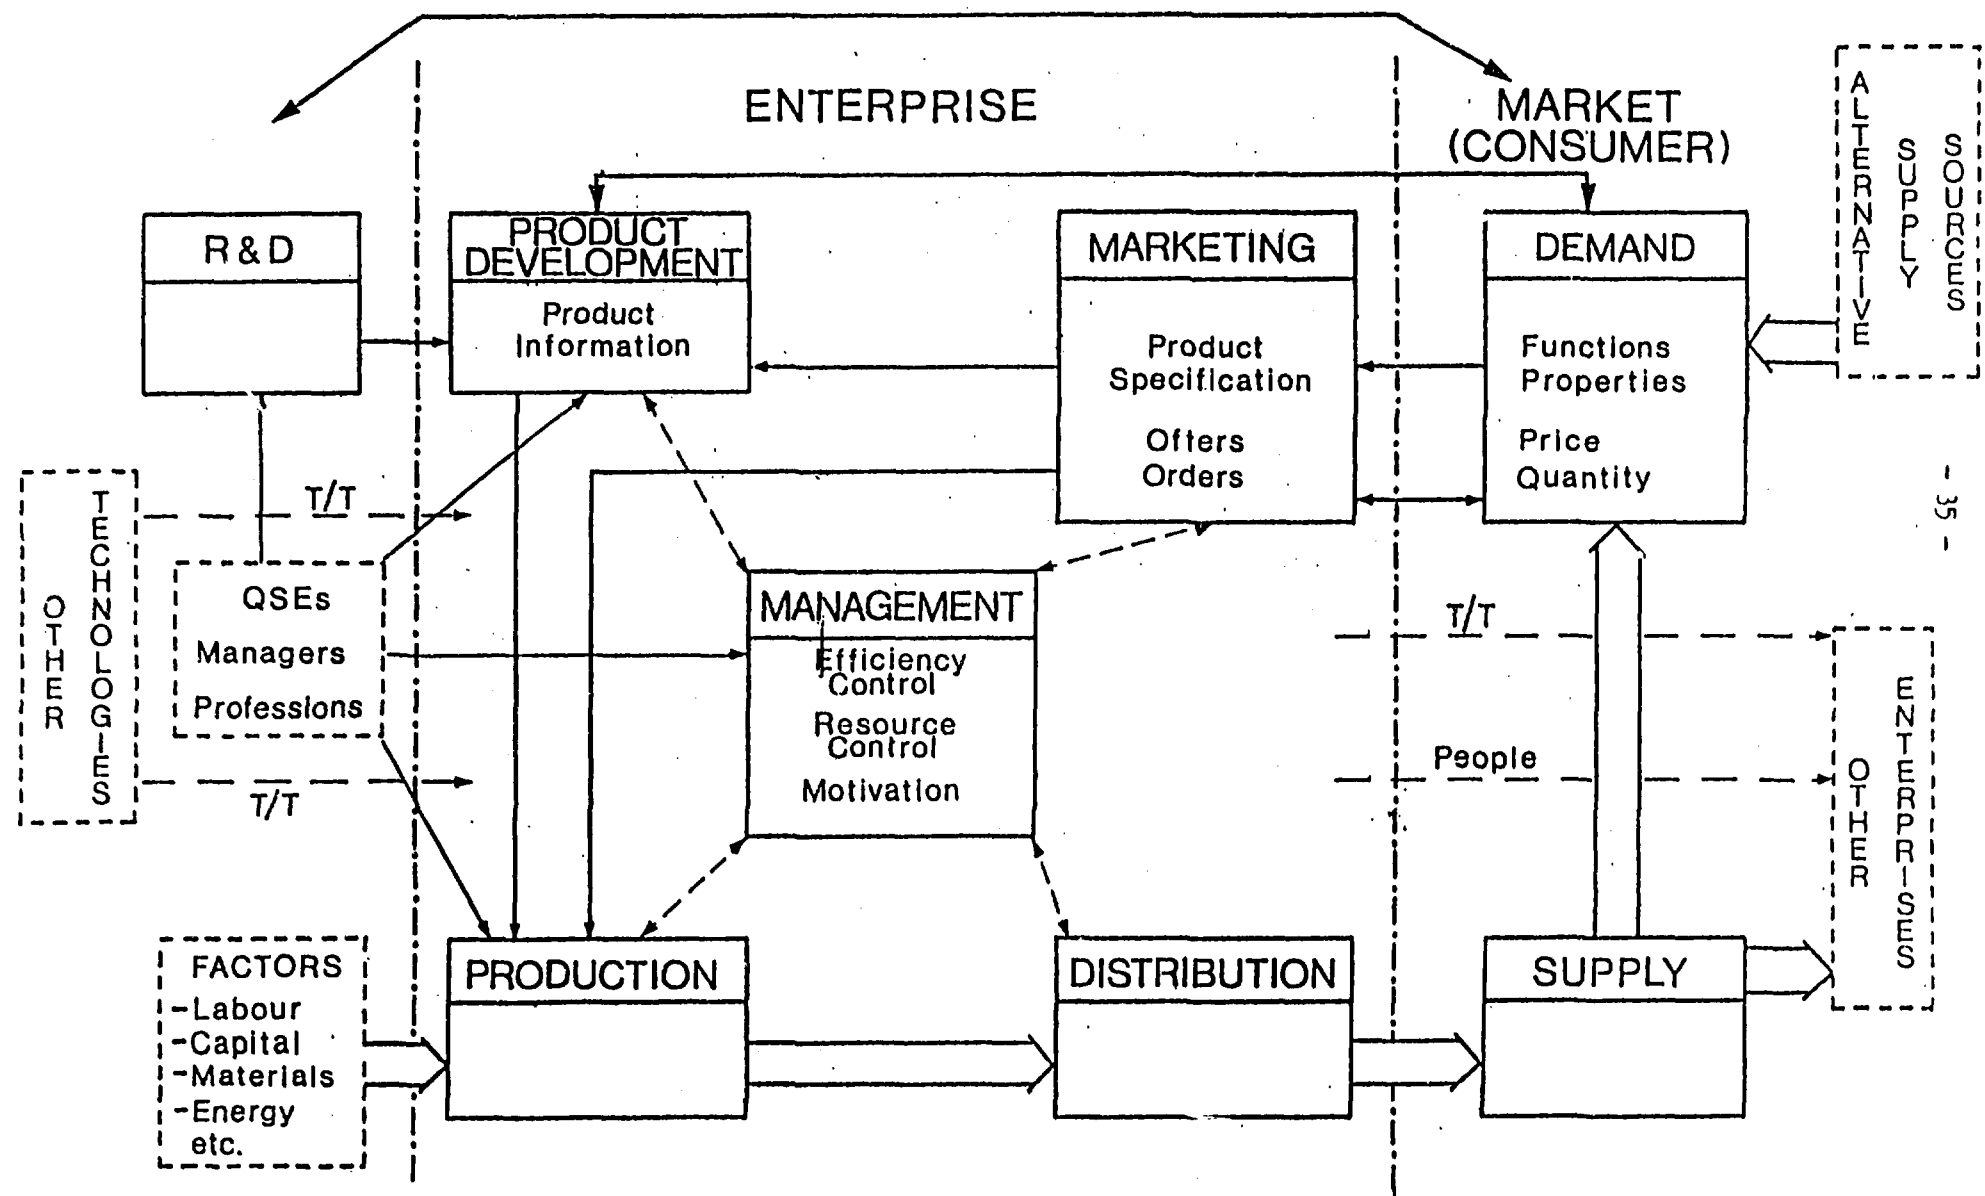 ENTERPRISE
MARKET
(CONSUMER)
ALTERNATIVE
SUPPLY
SOURCES
R & D
PRODUCT
DEVELOPMENT
Product
Information
MARKETING
Product
Specification
Ofters
Orders
DEMAND
Functions
Properties
Price
Quantity
- 35 -
OTHER
TECHNOLOGIES
T/T
QSEs
Managers
Professions
T/T
MANAGEMENT
Efficiency
Control
Resource
Control
Motivation
T/T
People
OTHER
ENTERPRISES
FACTORS
-Labour
-Capital
-Materials
-Energy
etc.
PRODUCTION
DISTRIBUTION
SUPPLY